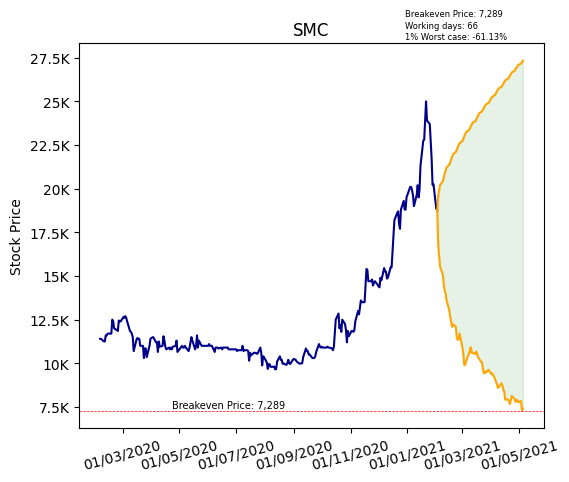 Breakeven Price: 7,289
Working days: 66
1% Worst case: -61.13%
SMC
27.5K
25K
22.5K
20K
17.5K
15K
12.5K
10K
7.5K
Stock Price
Breakeven Price: 7,289
01/03/2020
01/05/2020
01/07/2020
01/09/2020
01/11/2020
01/01/2021
01/03/2021
01/05/2021